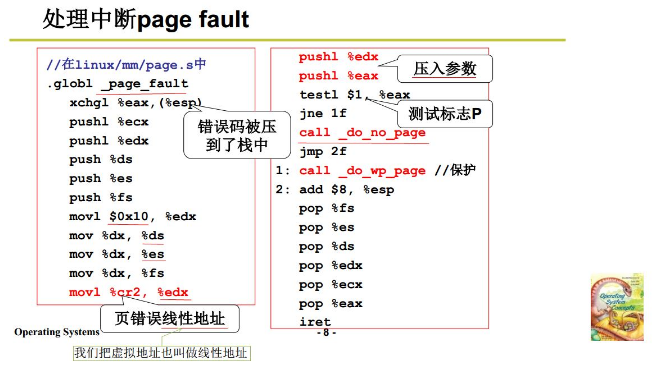 处理中断page fault
//在linux/mm/page.s中
.globl _page_fault
xchgl %eax,(%esp)
pushl %ecx
pushl %edx
push %ds
push %es
push %fs
movl $0x10, %edx
mov %dx, %ds
mov %dx, %es
mov %dx, %fs
movl %cr2, %edx
错误码被压
到了栈中
页错误线性地址
pushl %edx
pushl %eax
testl $1, %eax
jne 1f
call _do_no_page
jmp 2f
1: call _do_wp_page //保护
2: add $8, %esp
pop %fs
pop %es
pop %ds
pop %edx
pop %ecx
pop %eax
iret
压入参数
测试标志P
Operating Systems
-8-
我们把虚拟地址也叫做线性地址
Operating
System
Concepts